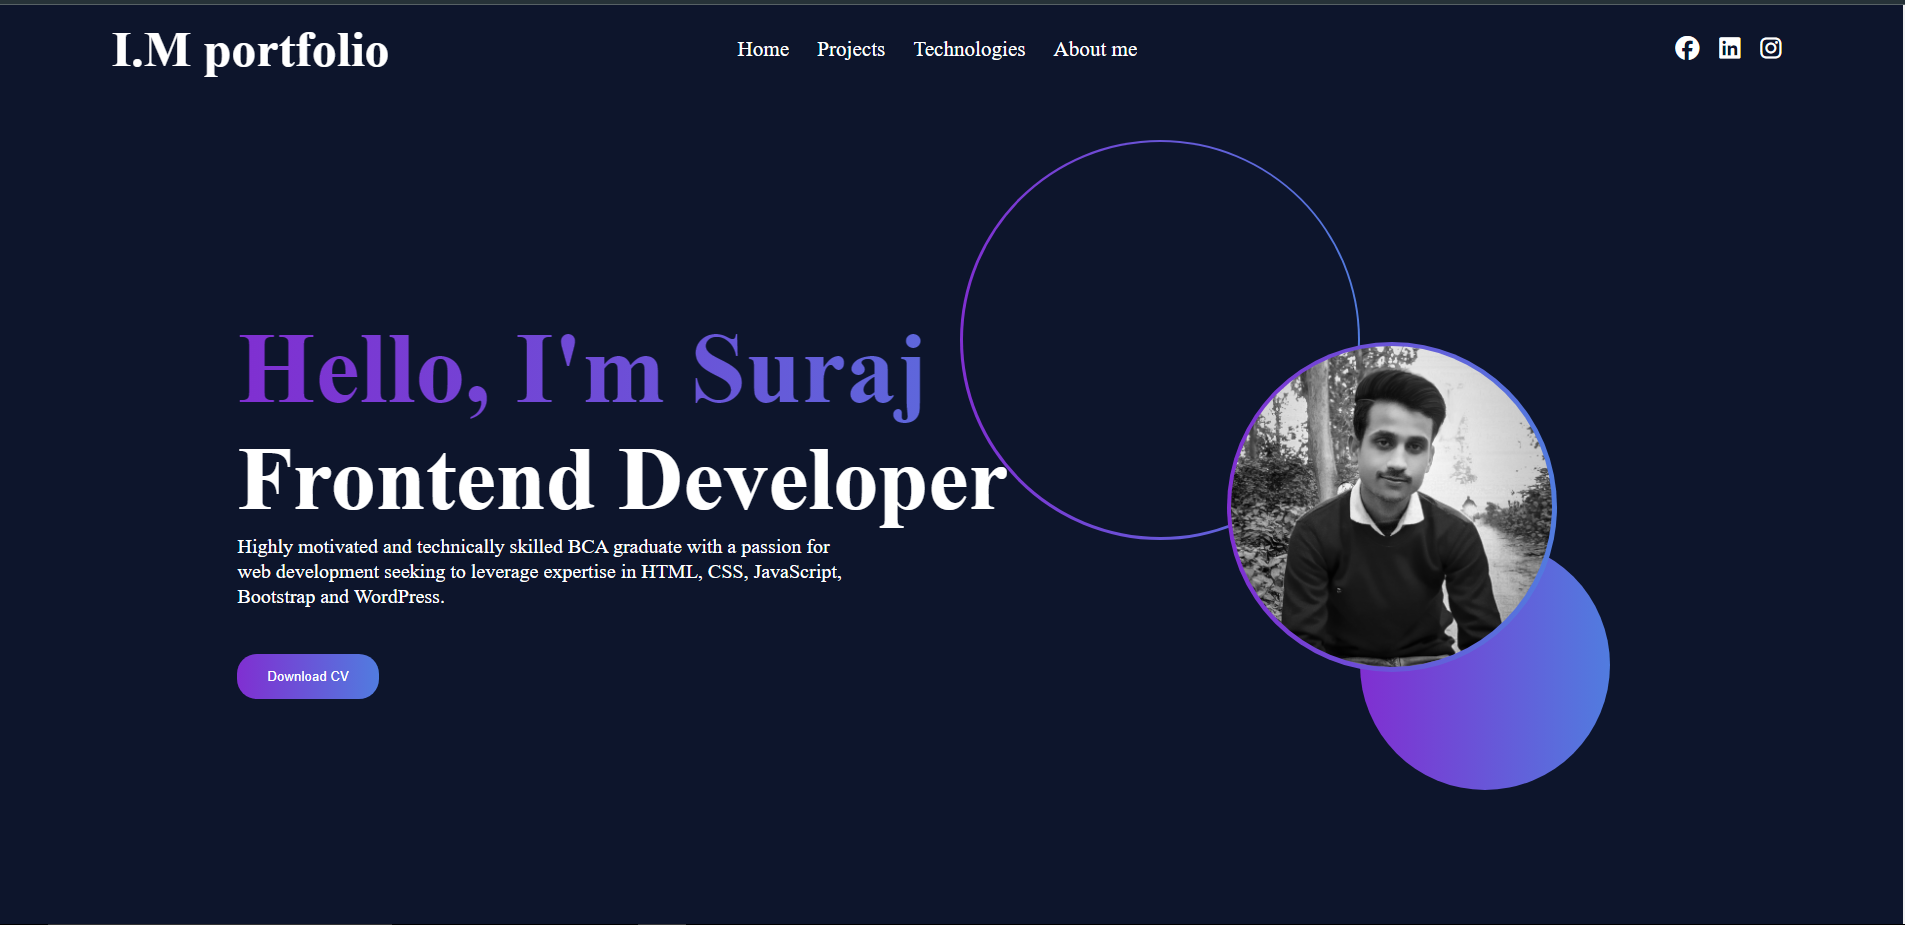 I.M portfolio
Home Projects Technologies About me
Hello, I'm Suraj
Frontend Developer
Highly motivated and technically skilled BCA graduate with a passion for
web development seeking to leverage expertise in HTML, CSS, JavaScript,
Bootstrap and WordPress.
Download CV